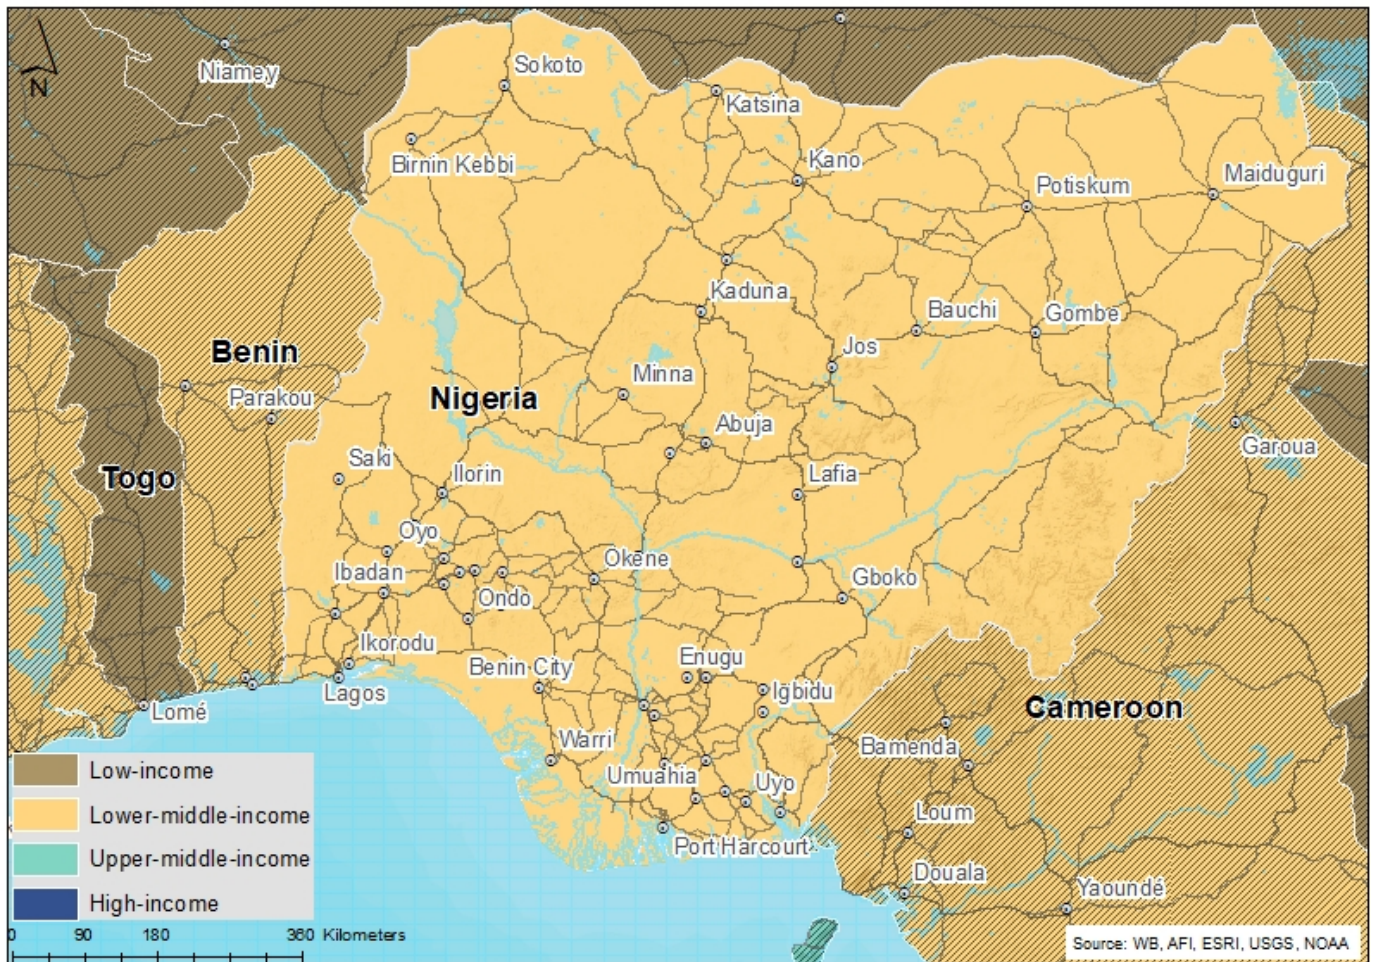 Sokoto
Niamey
Katsina
Birnin Kebbi
Kano
Potiskum
Maiduguri
N
Kaduna
Bauchi
Gombe
Benin
Jos
Minna
Parakou
Nigeria
Abuja
Garoua
Togo
Saki
Ilorin
Lafia
Oyo
Okene
Ibadan
Gboko
Ondo
Ikorodu
Benin City
Enugu
Igbidu
Lagos
Lomé
Cameroon
Warri
Bamenda
Umuahia
Uyo
Loum
Port Harcourt
Douala
Yaoundé
Low-income
Lower-middle-income
Upper-middle-income
High-income
0 90 180 360 Kilometers
Source: WB, AFI, ESRI, USGS, NOAA